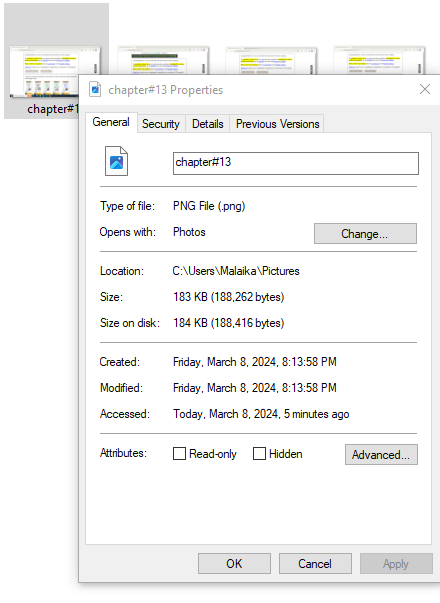 chapter#1
chapter#13 Properties
General Security Details Previous Versions
chapter#13
Type of file: PNG File (.png)
Opens with: Photos Change...
Location: C:\Users\Malaika\Pictures
Size: 183 KB (188,262 bytes)
Size on disk: 184 KB (188,416 bytes)
Created: Friday, March 8, 2024, 8:13:58 PM
Modified: Friday, March 8, 2024, 8:13:58 PM
Accessed: Today, March 8, 2024, 5 minutes ago
Attributes: Read-only Hidden Advanced...
OK Cancel Apply